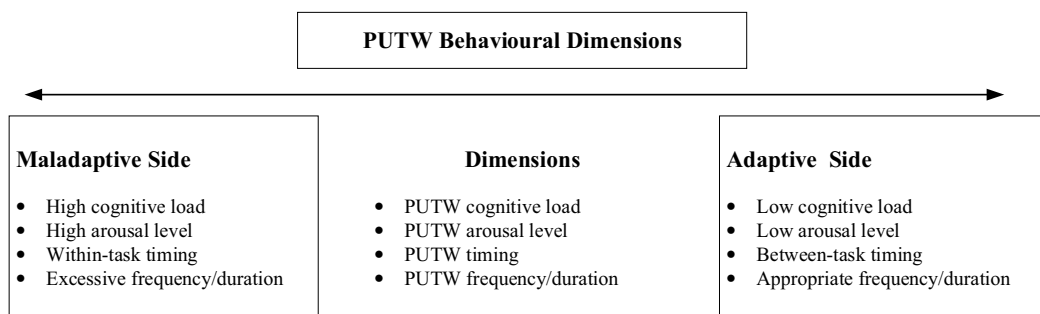 PUTW Behavioural Dimensions
Maladaptive Side
• High cognitive load
• High arousal level
• Within-task timing
• Excessive frequency/duration
Dimensions
• PUTW cognitive load
• PUTW arousal level
• PUTW timing
• PUTW frequency/duration
Adaptive Side
• Low cognitive load
• Low arousal level
• Between-task timing
• Appropriate frequency/duration